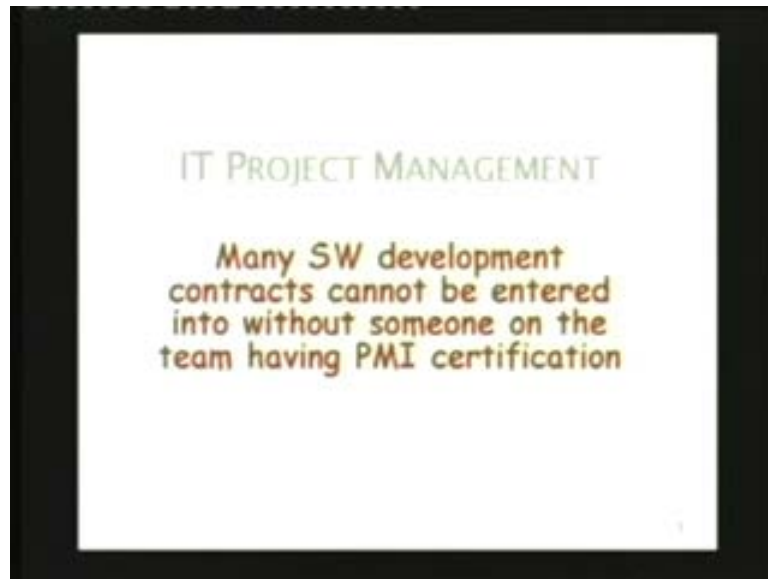 IT PROJECT MANAGEMENT
Many SW development
contracts cannot be entered
into without someone on the
team having PMI certification